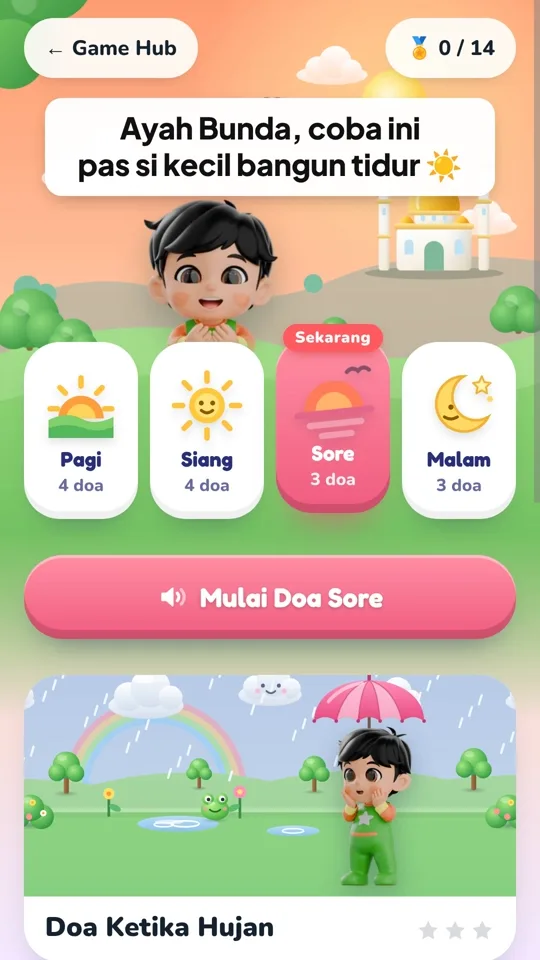 ← Game Hub
🏅 0 / 14
Ayah Bunda, coba ini
pas si kecil bangun tidur ☀️
Sekarang
Pagi
4 doa
Siang
4 doa
Sore
3 doa
Malam
3 doa
Mulai Doa Sore
Doa Ketika Hujan